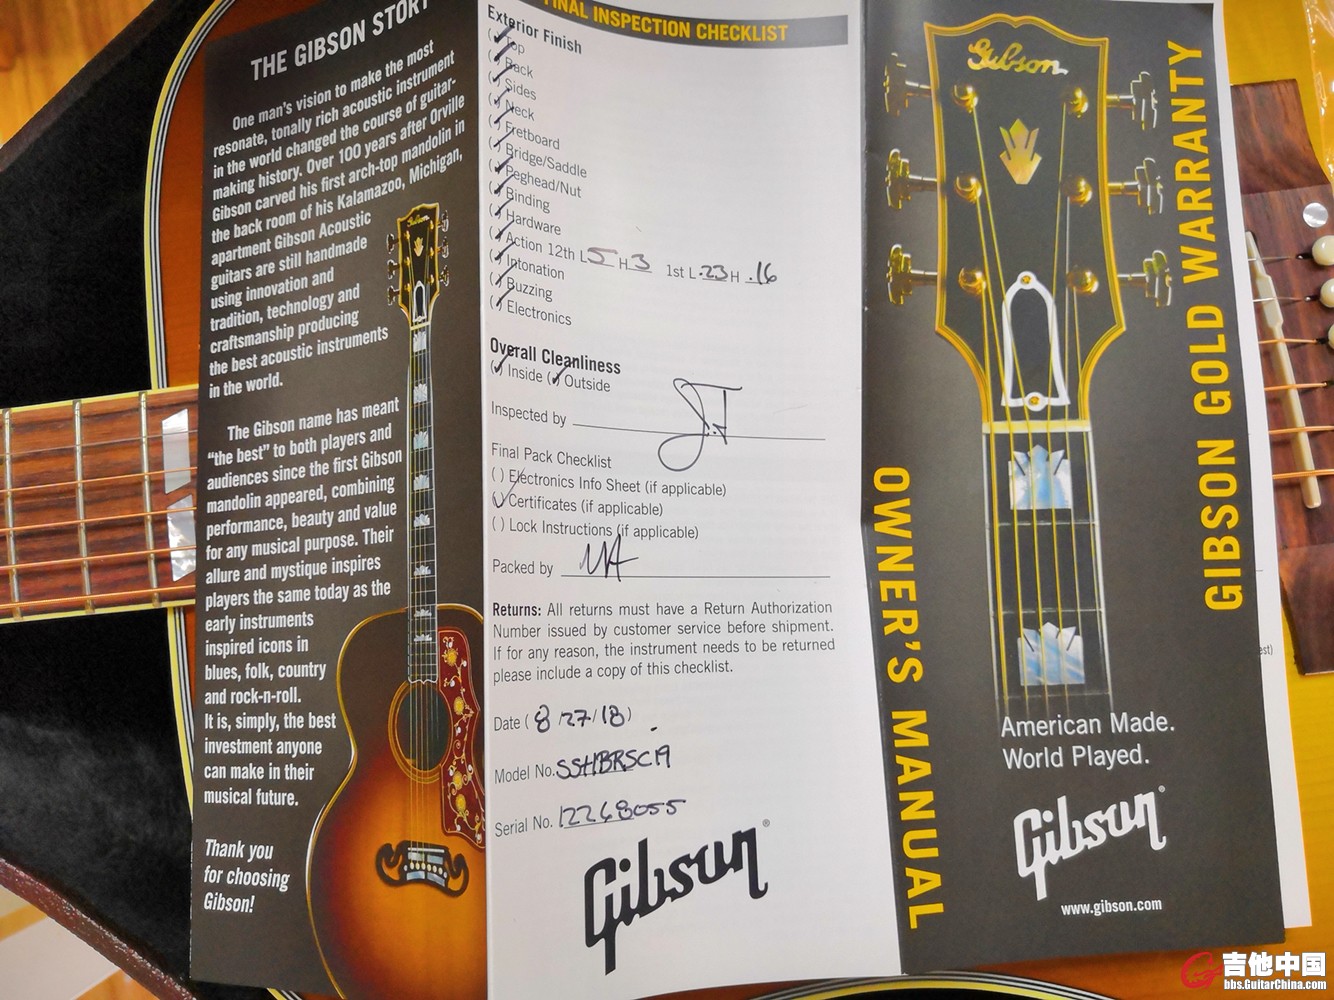 THE GIBSON STORY
One man's vision to make the most
resonate, tonally rich acoustic instrument
in the world changed the course of guitar-
making history. Over 100 years after Orville
Gibson carved his first arch-top mandolin in
the back room of his Kalamazoo, Michigan,
apartment Gibson Acoustic
guitars are still handmade
using innovation and
tradition, technology and
craftsmanship producing
the best acoustic instruments
in the world.
The Gibson name has meant
"the best" to both players and
audiences since the first Gibson
mandolin appeared, combining
performance, beauty and value
for any musical purpose. Their
allure and mystique inspires
players the same today as the
early instruments
inspired icons in
blues, folk, country
and rock-n-roll.
It is, simply, the best
investment anyone
can make in their
musical future.
Thank you
for choosing
Gibson!
Gibson
FINAL INSPECTION CHECKLIST
Exterior Finish
(✓) Top
(✓) Back
(✓) Sides
(✓) Neck
(✓) Fretboard
(✓) Bridge/Saddle
(✓) Peghead/Nut
(✓) Binding
(✓) Hardware
(✓) Action 12th L 5 H 3 1st L .23 H .16
(✓) Intonation
(✓) Buzzing
(✓) Electronics
Overall Cleanliness
(✓) Inside (✓) Outside
Inspected by
Final Pack Checklist
( ) Electronics Info Sheet (if applicable)
(✓) Certificates (if applicable)
( ) Lock Instructions (if applicable)
Packed by
Returns: All returns must have a Return Authorization
Number issued by customer service before shipment.
If for any reason, the instrument needs to be returned
please include a copy of this checklist.
Date ( 8/27/18 )
Model No. SSHBRSC19
Serial No. 12268055
Gibson®
Gibson
OWNER'S MANUAL
GIBSON GOLD WARRANTY
American Made.
World Played.
Gibson®
www.gibson.com
吉他中国
bbs.GuitarChina.com